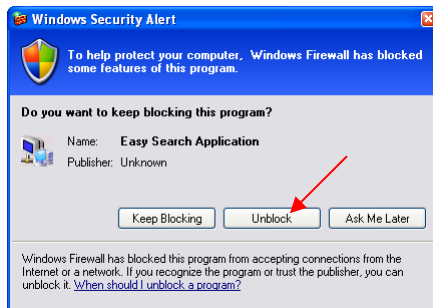 Windows Security Alert
To help protect your computer, Windows Firewall has blocked
some features of this program.
Do you want to keep blocking this program?
Name: Easy Search Application
Publisher: Unknown
Keep Blocking Unblock Ask Me Later
Windows Firewall has blocked this program from accepting connections from the
Internet or a network. If you recognize the program or trust the publisher, you can
unblock it. When should I unblock a program?